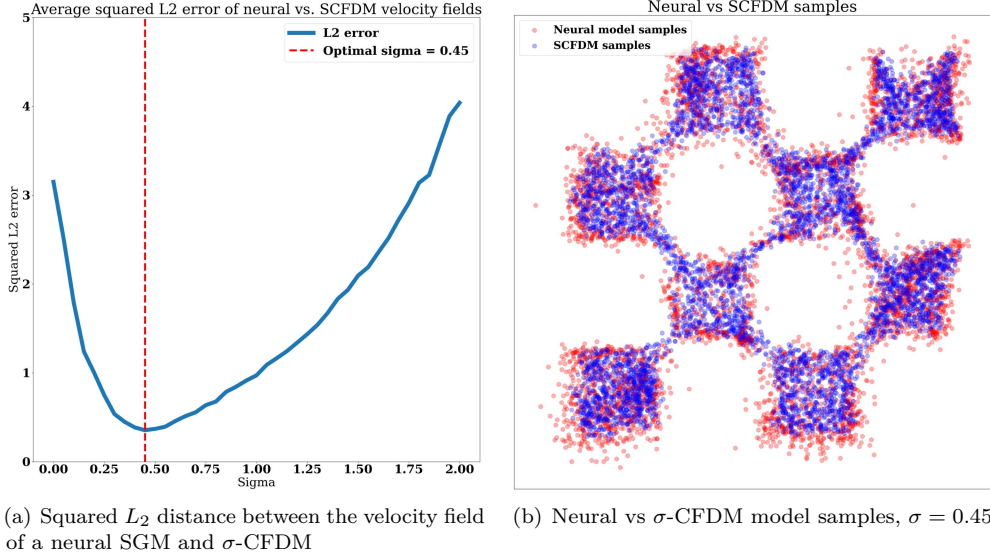 Average squared L2 error of neural vs. SCFDM velocity fields
5
4
3
2
1
0
Squared L2 error
L2 error
Optimal sigma = 0.45
0.00 0.25 0.50 0.75 1.00 1.25 1.50 1.75 2.00
Sigma
Neural vs SCFDM samples
Neural model samples
SCFDM samples
(a) Squared L₂ distance between the velocity field
of a neural SGM and σ-CFDM
(b) Neural vs σ-CFDM model samples, σ = 0.45